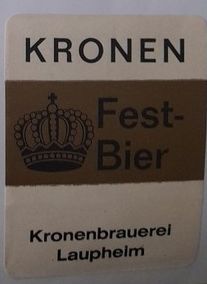 KRONEN
Fest-
Bier
Kronenbrauerei
Laupheim